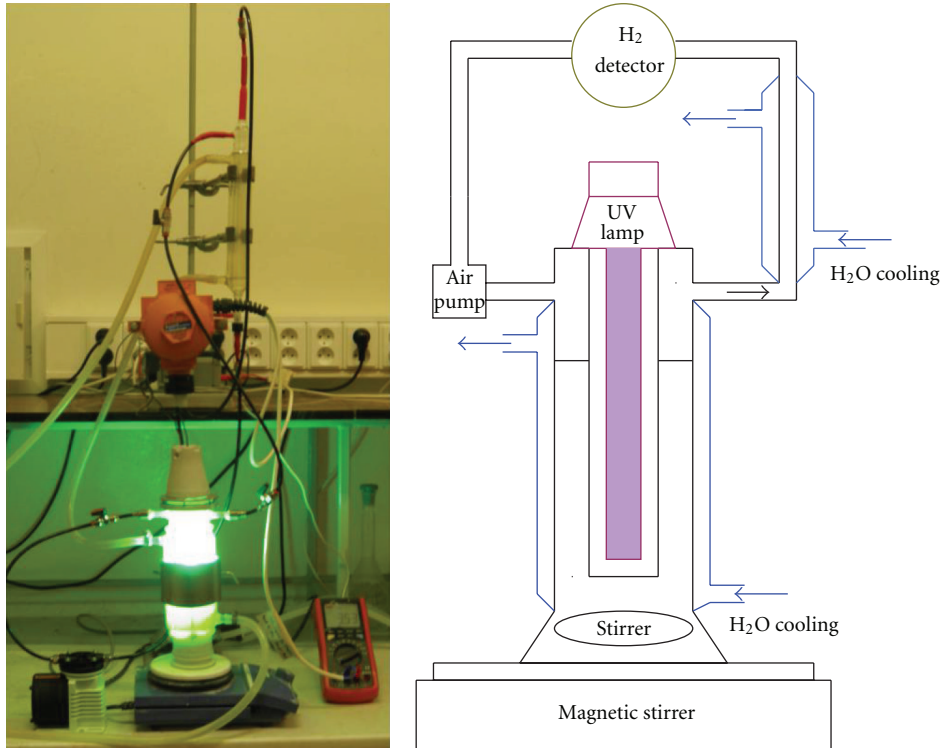 H₂
detector
UV
lamp
Air
pump
H₂O cooling
H₂O cooling
Stirrer
Magnetic stirrer